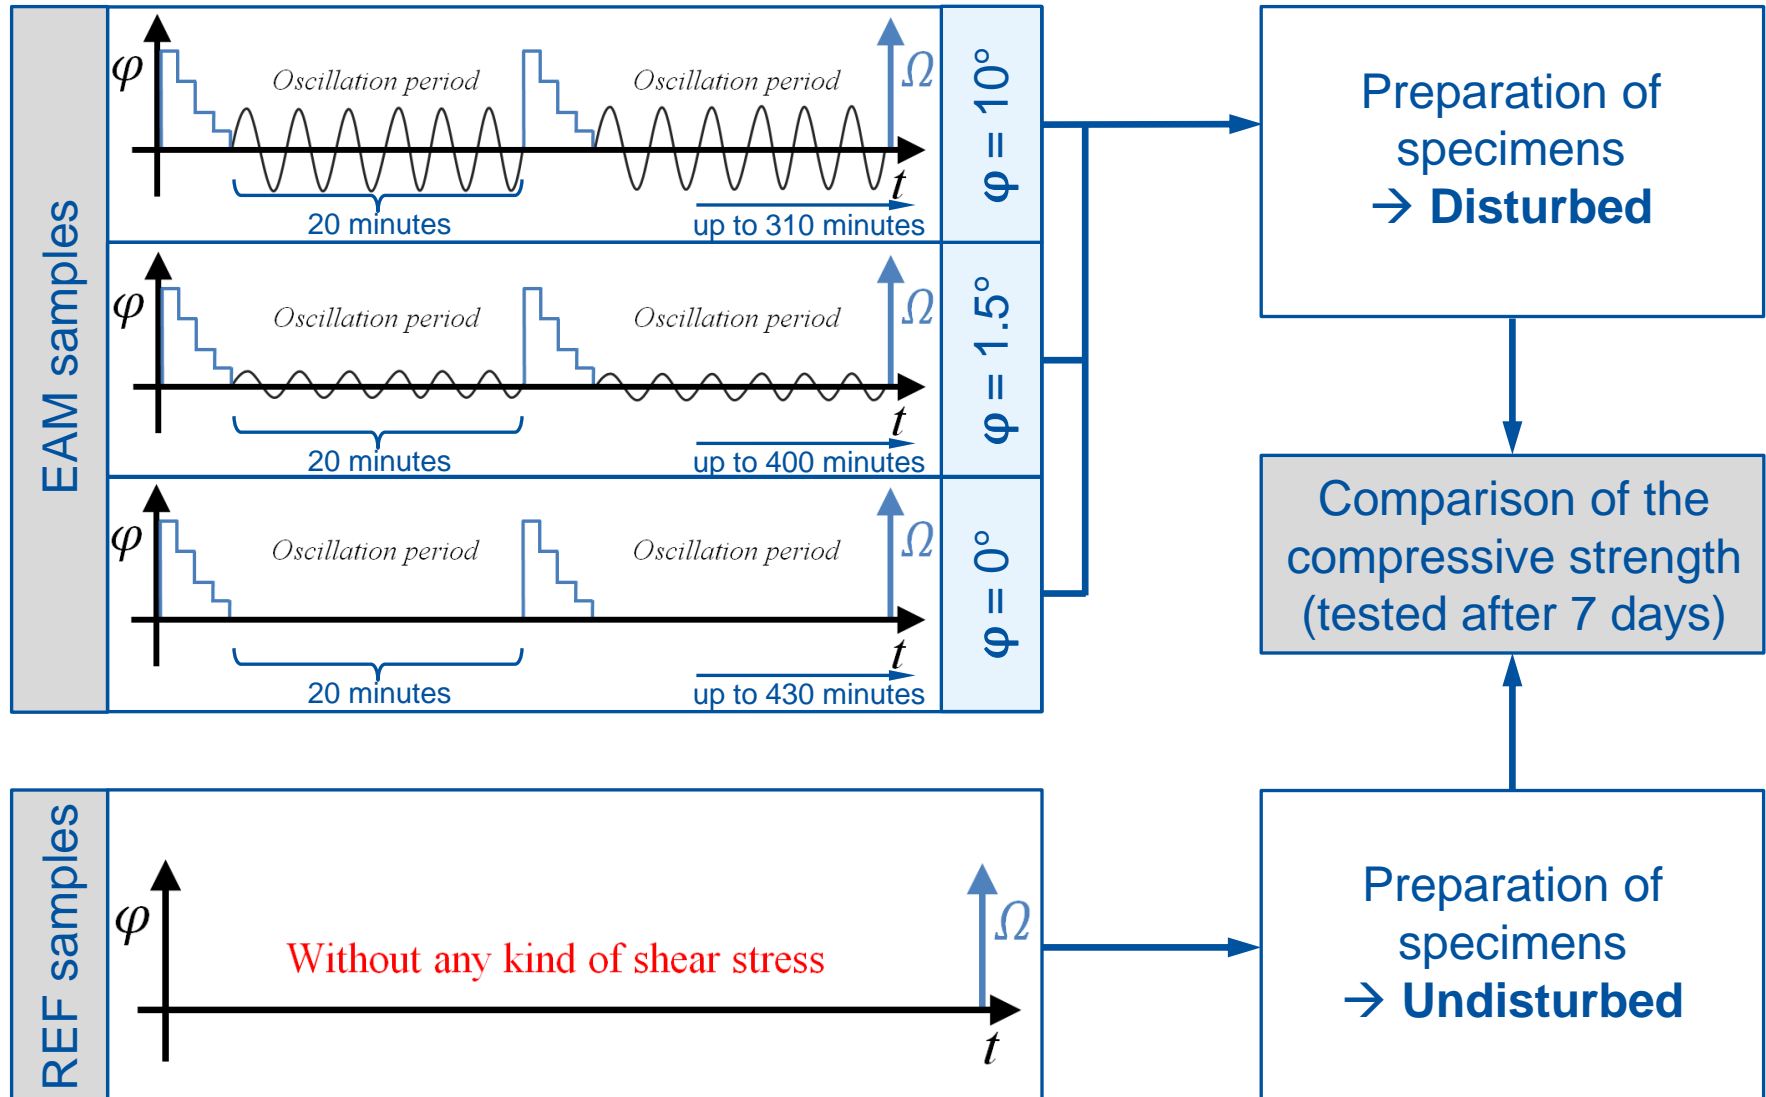 EAM samples
φ
Oscillation period
Oscillation period
Ω
t
20 minutes
up to 310 minutes
φ = 10°
φ
Oscillation period
Oscillation period
Ω
t
20 minutes
up to 400 minutes
φ = 1.5°
φ
Oscillation period
Oscillation period
Ω
t
20 minutes
up to 430 minutes
φ = 0°
Preparation of
specimens
→ Disturbed
Comparison of the
compressive strength
(tested after 7 days)
REF samples
φ
Without any kind of shear stress
Ω
t
Preparation of
specimens
→ Undisturbed